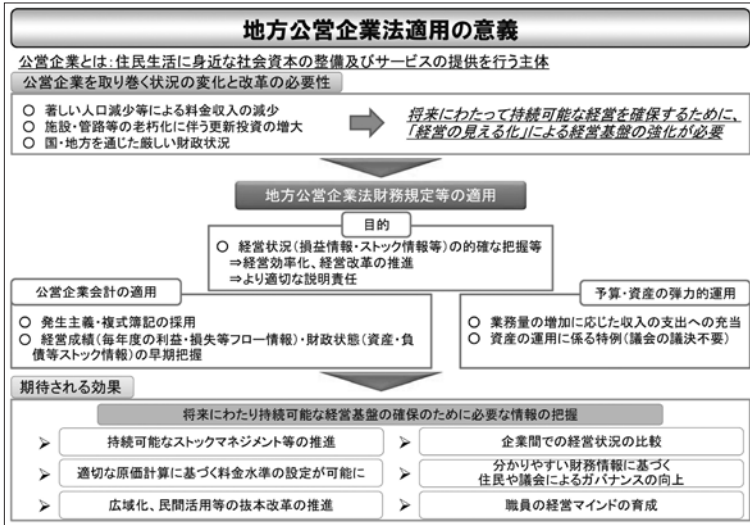 地方公営企業法適用の意義
公営企業とは：住民生活に身近な社会資本の整備及びサービスの提供を行う主体
公営企業を取り巻く状況の変化と改革の必要性
○ 著しい人口減少等による料金収入の減少
○ 施設・管路等の老朽化に伴う更新投資の増大
○ 国・地方を通じた厳しい財政状況
将来にわたって持続可能な経営を確保するために、
「経営の見える化」による経営基盤の強化が必要
地方公営企業法財務規定等の適用
目的
○ 経営状況（損益情報・ストック情報等）の的確な把握等
⇒経営効率化、経営改革の推進
⇒より適切な説明責任
公営企業会計の適用
○ 発生主義・複式簿記の採用
○ 経営成績（毎年度の利益・損失等フロー情報）・財政状態（資産・負
債等ストック情報）の早期把握
予算・資産の弾力的運用
○ 業務量の増加に応じた収入の支出への充当
○ 資産の運用に係る特例（議会の議決不要）
期待される効果
将来にわたり持続可能な経営基盤の確保のために必要な情報の把握
➢ 持続可能なストックマネジメント等の推進
➢ 適切な原価計算に基づく料金水準の設定が可能に
➢ 広域化、民間活用等の抜本改革の推進
➢ 企業間での経営状況の比較
➢ 分かりやすい財務情報に基づく
住民や議会によるガバナンスの向上
➢ 職員の経営マインドの育成